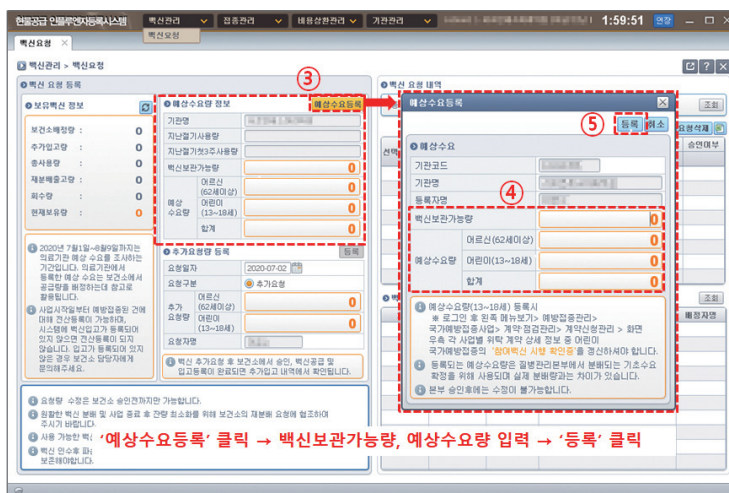 현물공급 인플루엔자등록시스템
백신관리
접종관리
비용상환관리
기관관리
1:59:51
연장
백신요청
백신요청
백신관리 > 백신요청
백신 요청 등록
보유백신 정보
보건소배정량 : 0
추가입고량 : 0
총사용량 : 0
재분배출고량 : 0
회수량 : 0
현재보유량 : 0
2020년 7월1일~8월9일까지는
의료기관 예상 수요를 조사하는
기간입니다. 의료기관에서
등록한 예상 수요는 보건소에서
공급량을 배정하는데 참고로
활용됩니다.
사업시작일부터 예방접종된 건에
대해 전산등록이 가능하며,
시스템에 백신입고가 등록되어
있지 않으면 전산등록이 되지
않습니다. 입고가 등록되어 있지
않은 경우 보건소 담당자에게
문의해주세요.
③
예상수요량 정보
예상수요등록
기관명
지난절기사용량
지난절기첫3주사용량
백신보관가능량 0
예상
수요량
어르신
(62세이상) 0
어린이
(13~18세) 0
합계 0
추가요청량 등록
등록
요청일자 2020-07-02
요청구분 추가요청
추가
요청량
어르신
(62세이상) 0
어린이
(13~18세) 0
요청자명
백신 추가요청 후 보건소에서 승인, 백신공급 및
입고등록이 완료되면 추가입고 내역에서 확인됩니다.
요청량 수정은 보건소 승인전까지만 가능합니다.
원활한 백신 분배 및 사업 종료 후 잔량 최소화를 위해 보건소의 재분배 요청에 협조하여
주시기 바랍니다.
사용 가능한 백
백신 인수후 파
보존해야합니다.
백신 요청 내역
조회
요청삭제
선택
승인여부
조회
배정자명
예상수요등록
⑤
등록
취소
예상수요
기관코드
기관명
등록자명
④
백신보관가능량 0
예상수요량
어르신(62세이상) 0
어린이(13~18세) 0
합계 0
예상수요량(13~18세) 등록시
※ 로그인 후 왼쪽 메뉴보기> 예방접종관리>
국가예방접종사업> 계약·점검관리> 계약신청관리 > 화면
우측 각 사업별 위탁 계약 상세 정보 중 어린이
국가예방접종의 '참여백신 시행 확인증'을 갱신하셔야 합니다.
등록되는 예상수요량은 질병관리본부에서 분배되는 기초수요
확정을 위해 사용되며 실제 분배량과는 차이가 있습니다.
본부 승인후에는 수정이 불가능합니다.
‘예상수요등록’ 클릭 → 백신보관가능량, 예상수요량 입력 → ‘등록’ 클릭